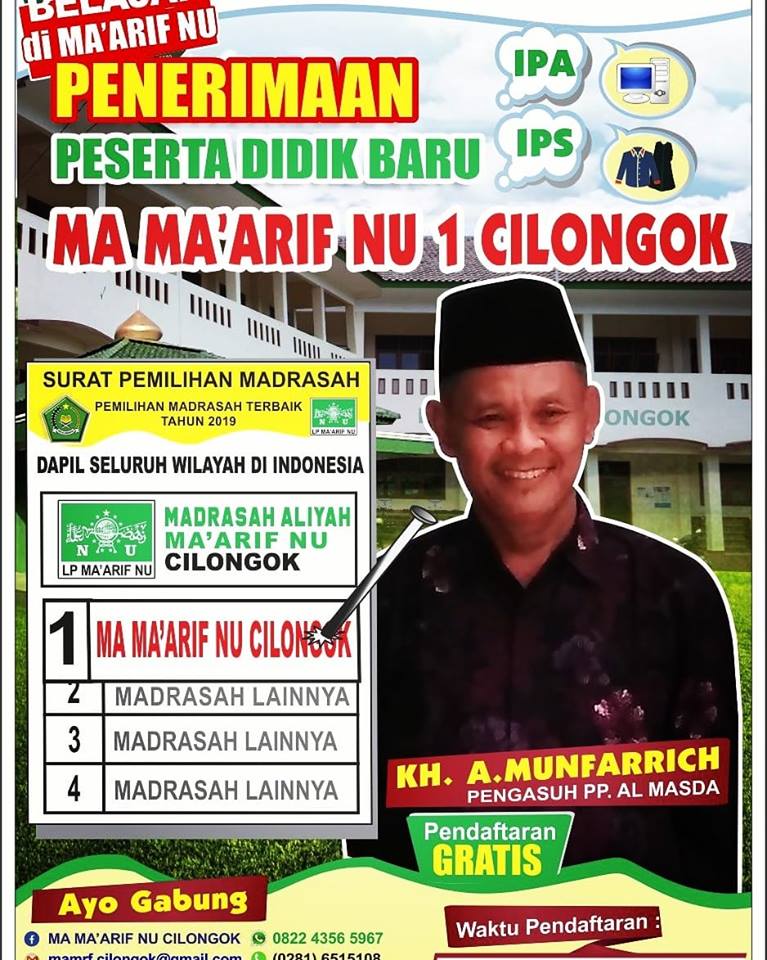 di MA'ARIF NU
PENERIMAAN
PESERTA DIDIK BARU
MA MA'ARIF NU 1 CILONGOK
IPA
IPS
SURAT PEMILIHAN MADRASAH
PEMILIHAN MADRASAH TERBAIK
TAHUN 2019
LP MA'ARIF NU
DAPIL SELURUH WILAYAH DI INDONESIA
N U
LP MA'ARIF NU
MADRASAH ALIYAH
MA'ARIF NU
CILONGOK
1 MA MA'ARIF NU CILONGOK
2 MADRASAH LAINNYA
3 MADRASAH LAINNYA
4 MADRASAH LAINNYA
ONGOK
KH. A.MUNFARRICH
PENGASUH PP. AL MASDA
Pendaftaran
GRATIS
Ayo Gabung
MA MA'ARIF NU CILONGOK 0822 4356 5967
mamrf.cilongok@gmail.com (0281) 6515108
Waktu Pendaftaran :